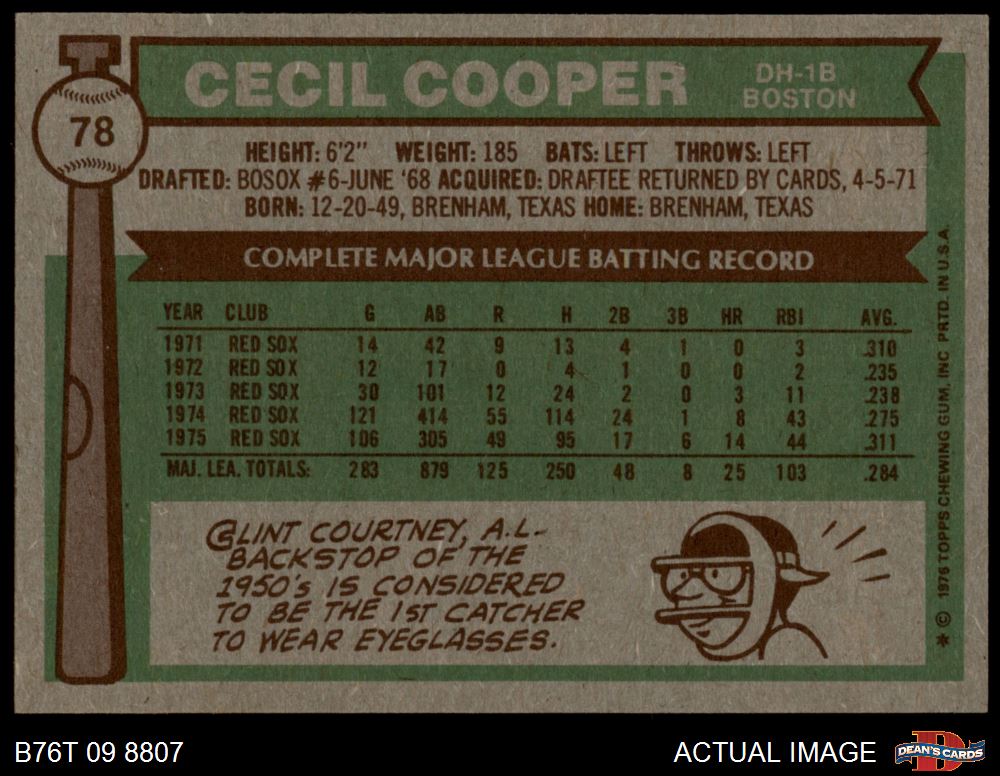 78
CECIL COOPER
DH-1B
BOSTON
HEIGHT: 6'2" WEIGHT: 185 BATS: LEFT THROWS: LEFT
DRAFTED: BOSOX #6-JUNE '68 ACQUIRED: DRAFTEE RETURNED BY CARDS, 4-5-71
BORN: 12-20-49, BRENHAM, TEXAS HOME: BRENHAM, TEXAS
COMPLETE MAJOR LEAGUE BATTING RECORD
YEAR CLUB G AB R H 2B 3B HR RBI AVG.
1971 RED SOX 14 42 9 13 4 1 0 3 .310
1972 RED SOX 12 17 0 4 1 0 0 2 .235
1973 RED SOX 30 101 12 24 2 0 3 11 .238
1974 RED SOX 121 414 55 114 24 1 8 43 .275
1975 RED SOX 106 305 49 95 17 6 14 44 .311
MAJ. LEA. TOTALS: 283 879 125 250 48 8 25 103 .284
CLINT COURTNEY, A.L.-
BACKSTOP OF THE
1950's IS CONSIDERED
TO BE THE 1ST CATCHER
TO WEAR EYEGLASSES.
* © 1976 TOPPS CHEWING GUM, INC. PRTD. IN U.S.A.
B76T 09 8807
ACTUAL IMAGE
DEAN'S CARDS